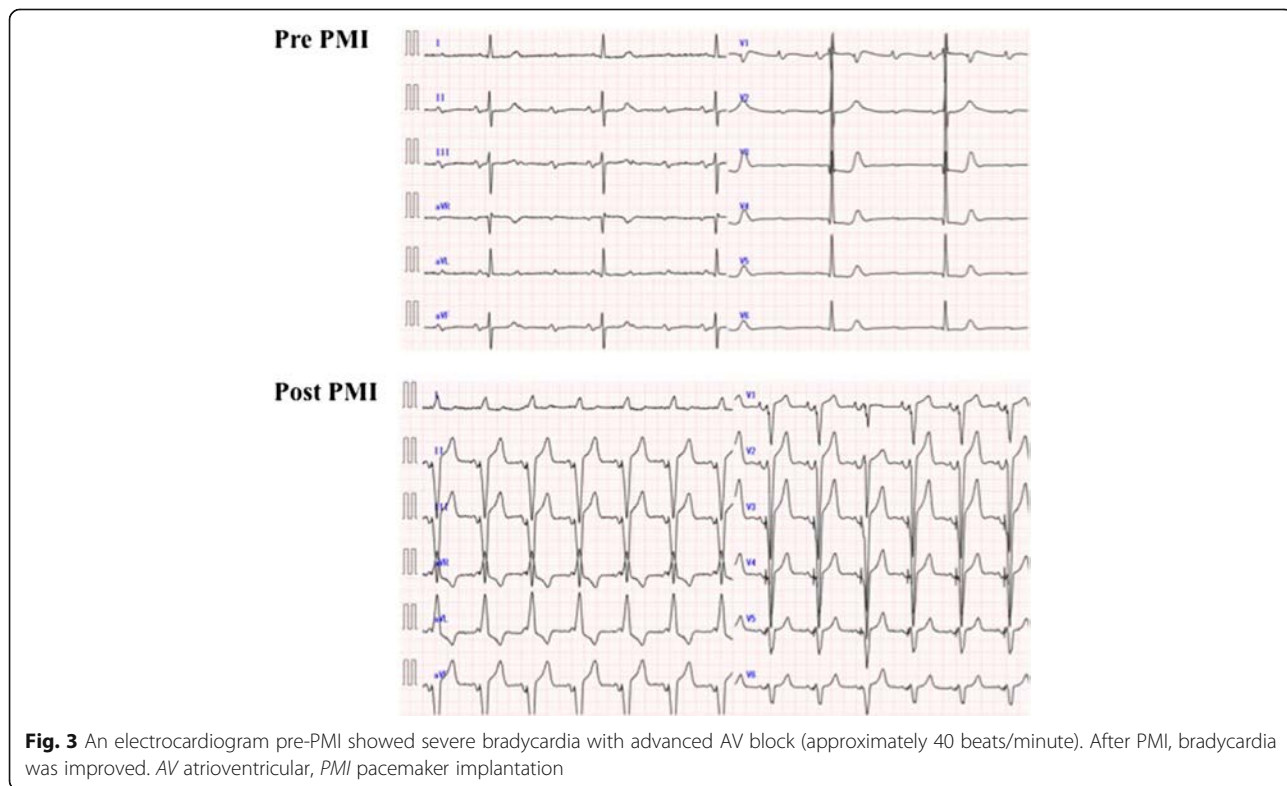 Pre PMI
I
II
III
aVR
aVL
aVF
V1
V2
V3
V4
V5
V6
Post PMI
I
II
III
aVR
aVL
aVF
V1
V2
V3
V4
V5
V6
Fig. 3 An electrocardiogram pre-PMI showed severe bradycardia with advanced AV block (approximately 40 beats/minute). After PMI, bradycardia
was improved. AV atrioventricular, PMI pacemaker implantation